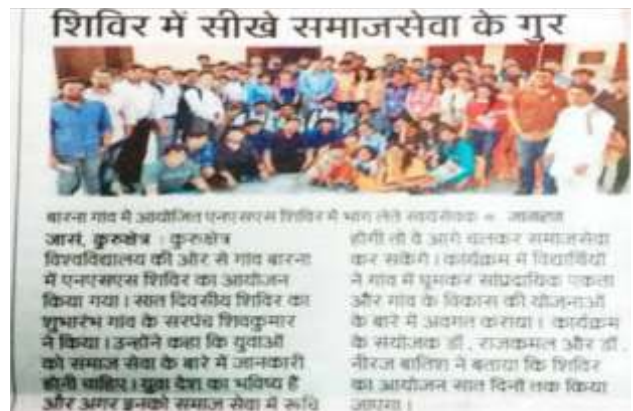 शिविर में सीखे समाजसेवा के गुर
बारना गांव में आयोजित एनएसएस शिविर में भाग लेते स्वयंसेवक ० जागरण
जासं, कुरुक्षेत्र : कुरुक्षेत्र
विश्वविद्यालय की ओर से गांव बारना
में एनएसएस शिविर का आयोजन
किया गया। सात दिवसीय शिविर का
शुभारंभ गांव के सरपंच शिवकुमार
ने किया। उन्होंने कहा कि युवाओं
को समाज सेवा के बारे में जानकारी
होनी चाहिए। युवा देश का भविष्य है
और अगर इनको समाज सेवा में रूचि
होगी तो वे आगे चलकर समाजसेवा
कर सकेंगे। कार्यक्रम में विद्यार्थियों
ने गांव में घूमकर सांप्रदायिक एकता
और गांव के विकास की योजनाओं
के बारे में अवगत कराया। कार्यक्रम
के संयोजक डॉ. राजकमल और डॉ.
नीरज बातिश ने बताया कि शिविर
का आयोजन सात दिनों तक किया
जाएगा।